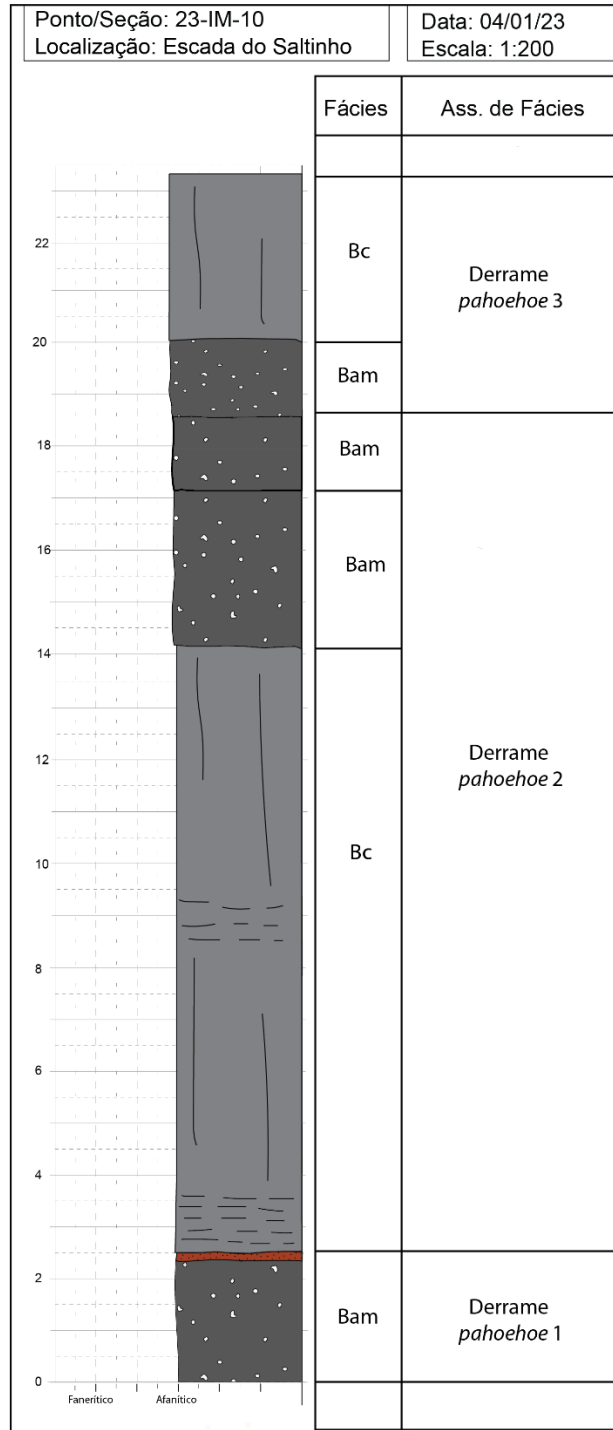 Ponto/Seção: 23-IM-10
Localização: Escada do Saltinho
Data: 04/01/23
Escala: 1:200
Fácies
Ass. de Fácies
22
Bc
Derrame
pahoehoe 3
20
Bam
18
Bam
16
Bam
14
12
Derrame
pahoehoe 2
10
Bc
8
6
4
2
Bam
Derrame
pahoehoe 1
0
Fanerítico
Afanítico